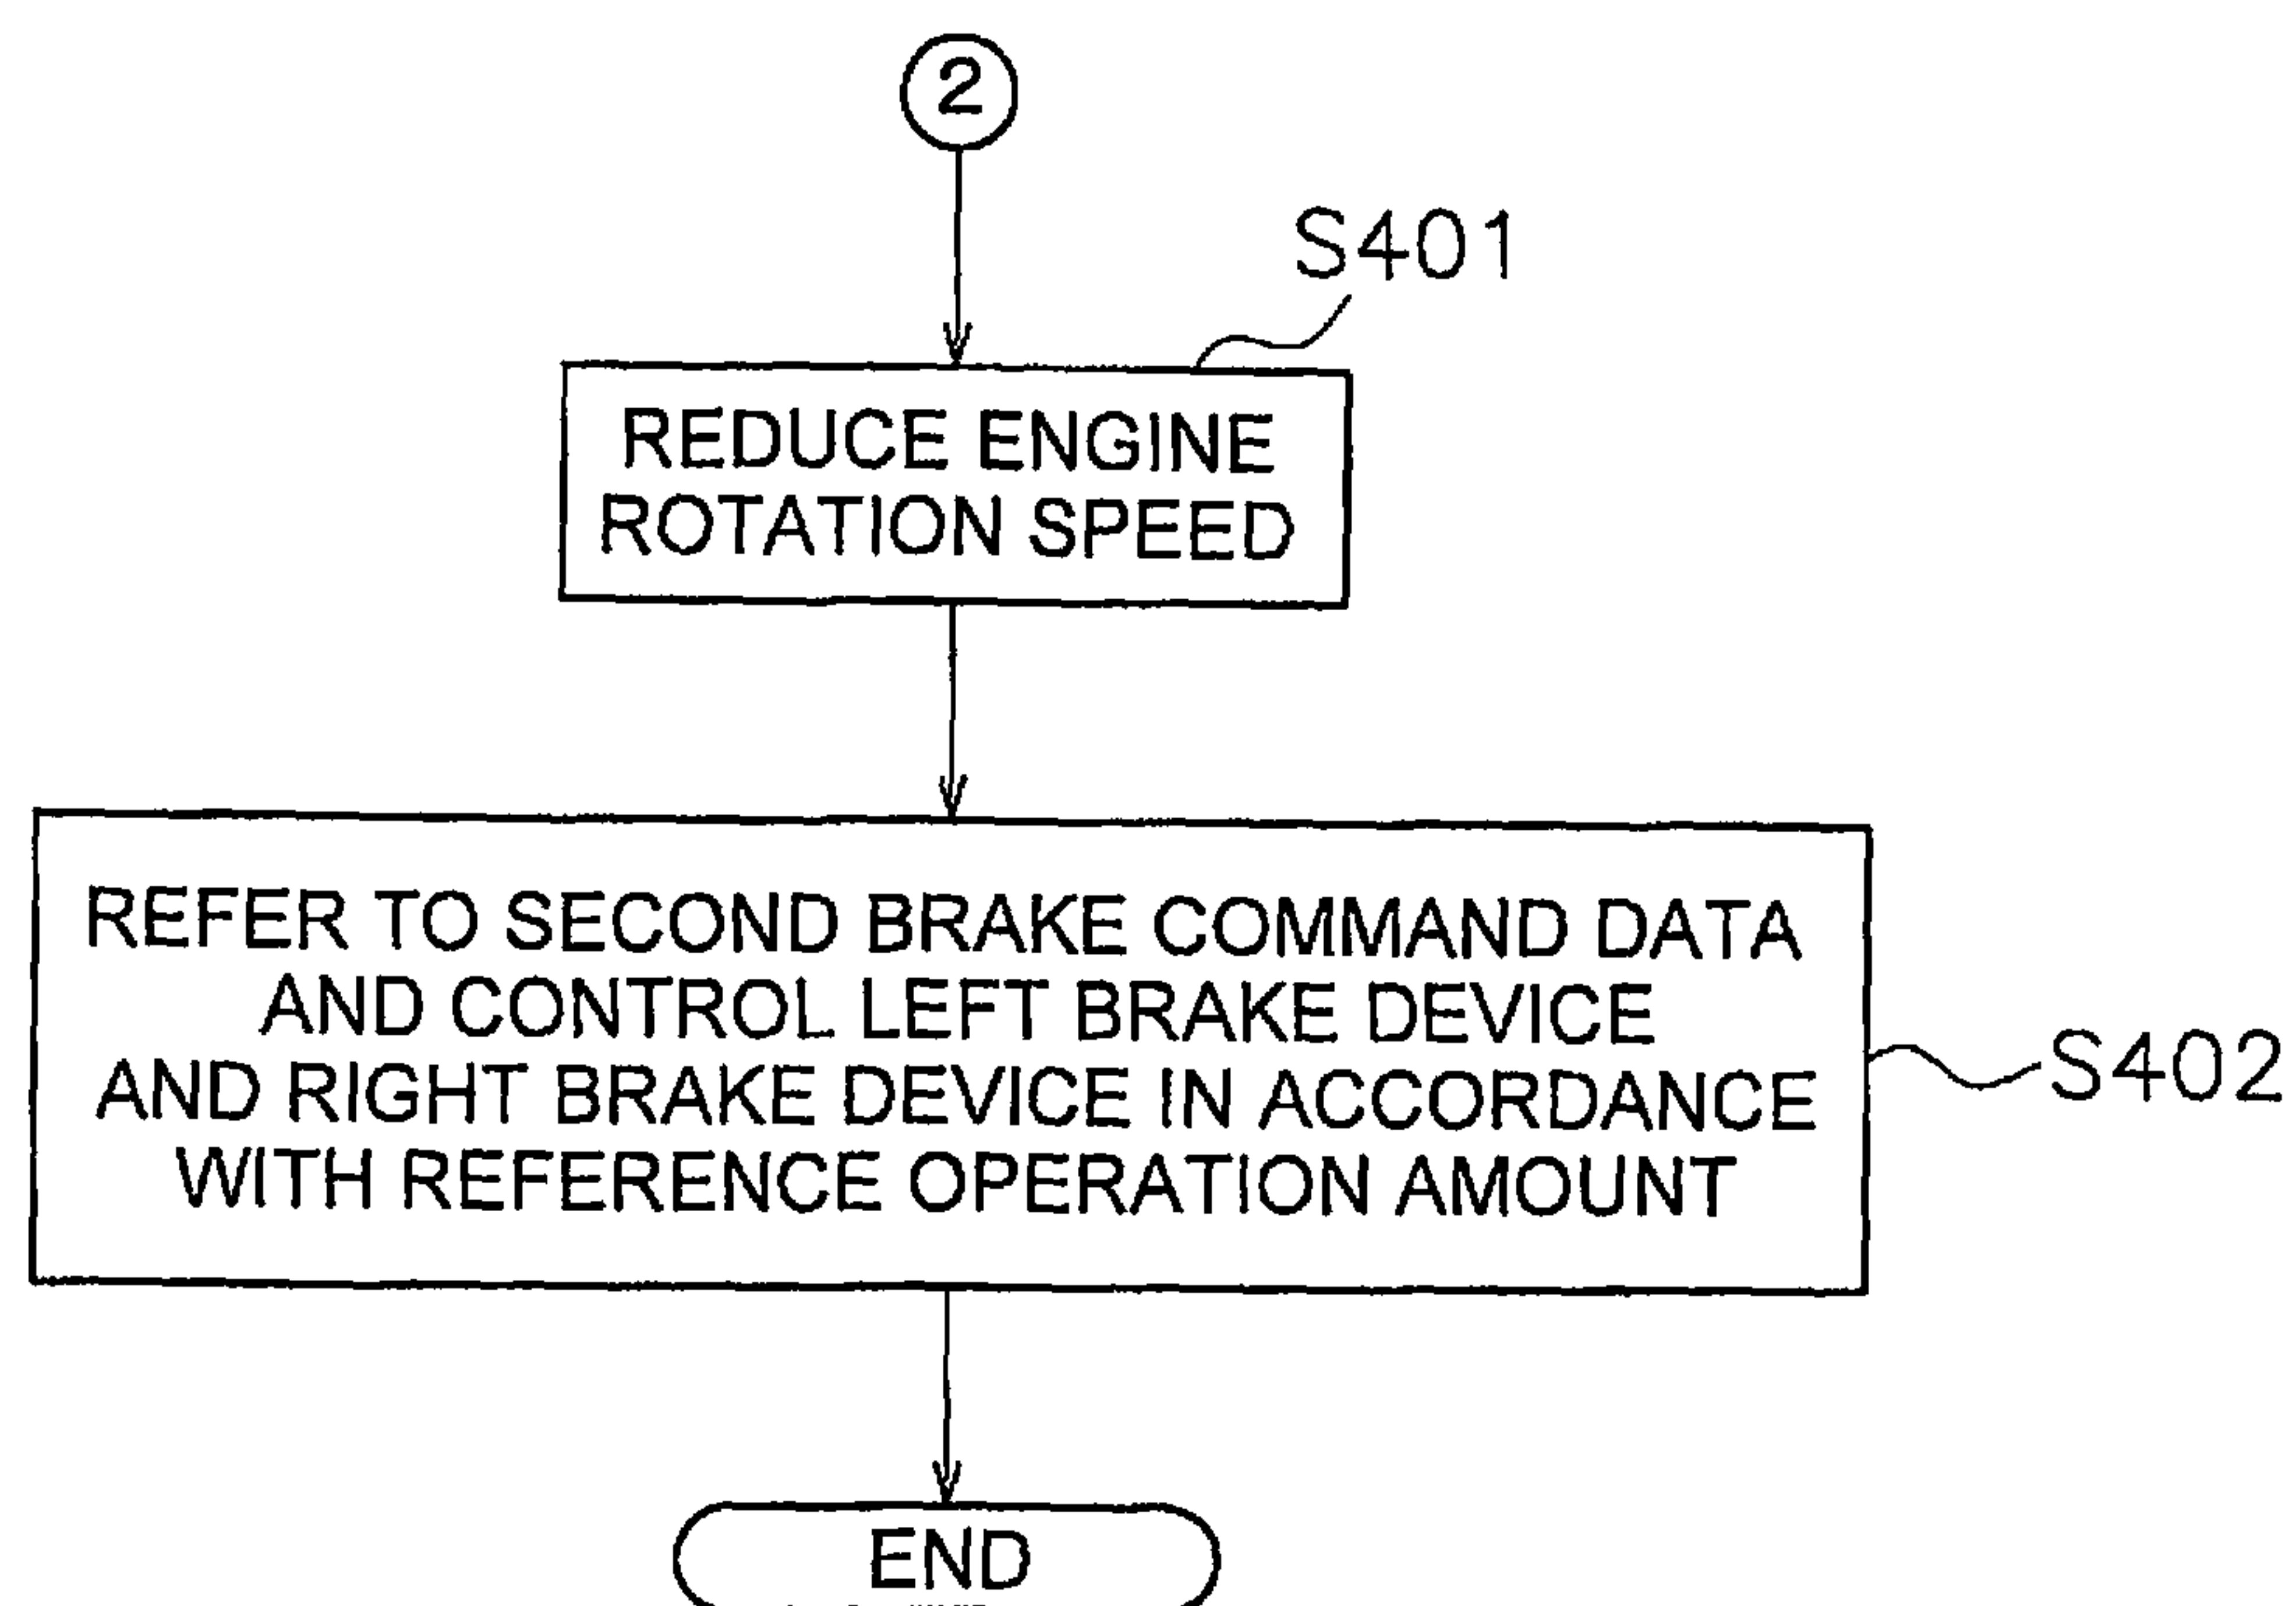 2
S401
REDUCE ENGINE
ROTATION SPEED
REFER TO SECOND BRAKE COMMAND DATA
AND CONTROL LEFT BRAKE DEVICE
AND RIGHT BRAKE DEVICE IN ACCORDANCE
WITH REFERENCE OPERATION AMOUNT
S402
END